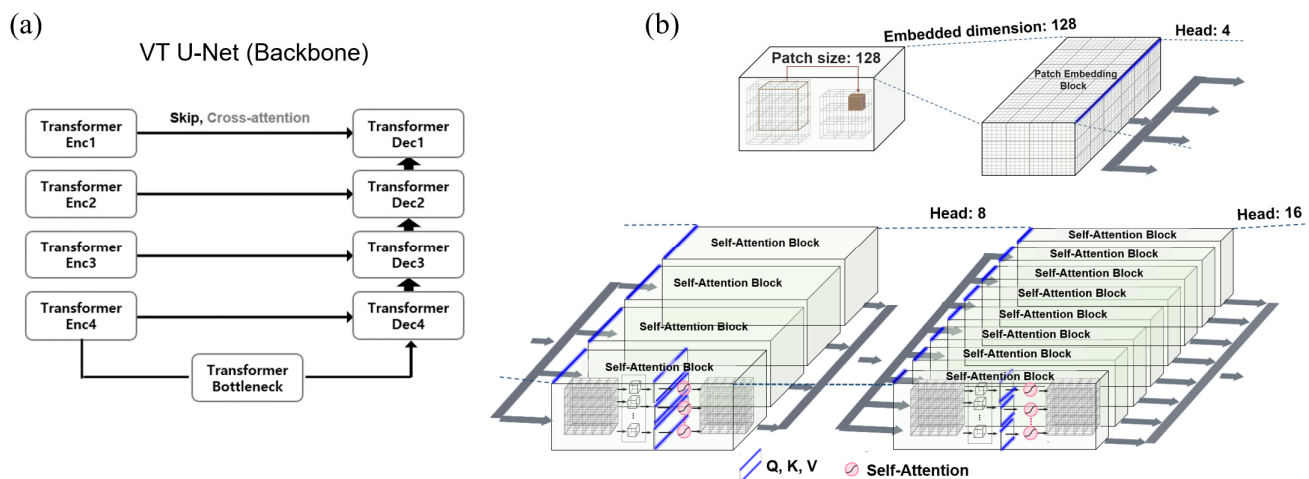 (a)
VT U-Net (Backbone)
Transformer
Enc1
Skip, Cross-attention
Transformer
Dec1
Transformer
Enc2
Transformer
Dec2
Transformer
Enc3
Transformer
Dec3
Transformer
Enc4
Transformer
Dec4
Transformer
Bottleneck
(b)
Embedded dimension: 128
Head: 4
Patch size: 128
Patch Embedding
Block
Head: 8
Self-Attention Block
Self-Attention Block
Self-Attention Block
Self-Attention Block
Head: 16
Self-Attention Block
Self-Attention Block
Self-Attention Block
Self-Attention Block
Self-Attention Block
Self-Attention Block
Self-Attention Block
Self-Attention Block
Q, K, V
Self-Attention